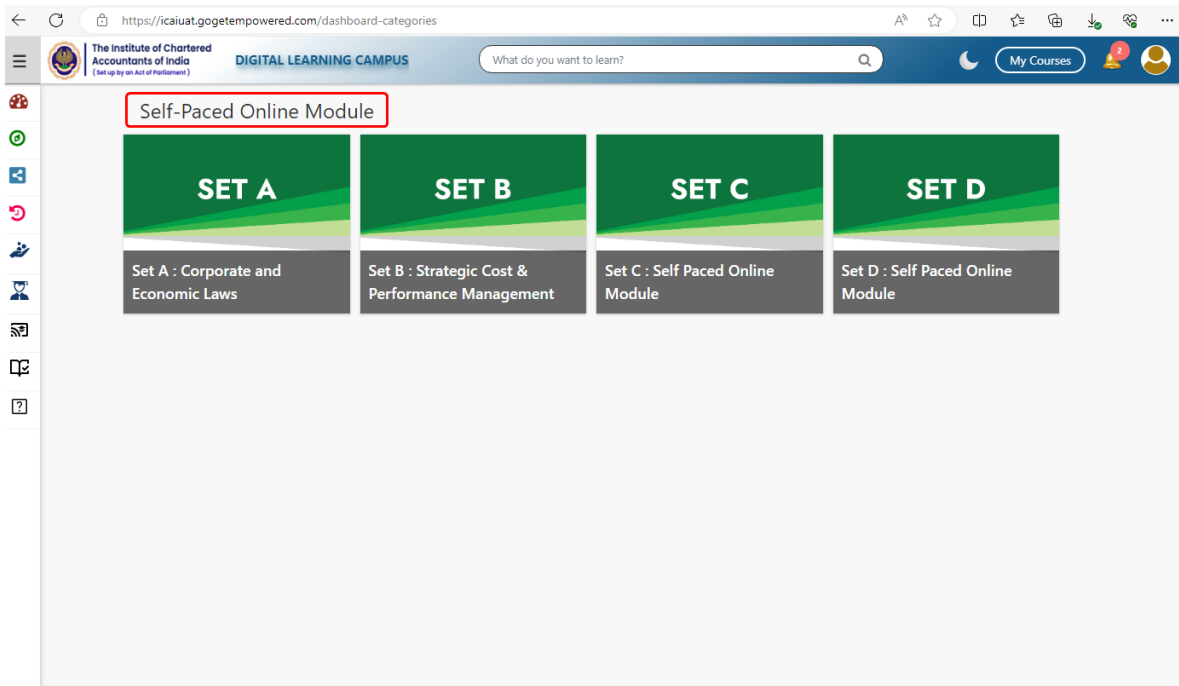 https://icaiuat.gogetempowered.com/dashboard-categories
The Institute of Chartered
Accountants of India
(Set up by an Act of Parliament)
DIGITAL LEARNING CAMPUS
What do you want to learn?
My Courses
2
Self-Paced Online Module
SET A
SET B
SET C
SET D
Set A : Corporate and
Economic Laws
Set B : Strategic Cost &
Performance Management
Set C : Self Paced Online
Module
Set D : Self Paced Online
Module